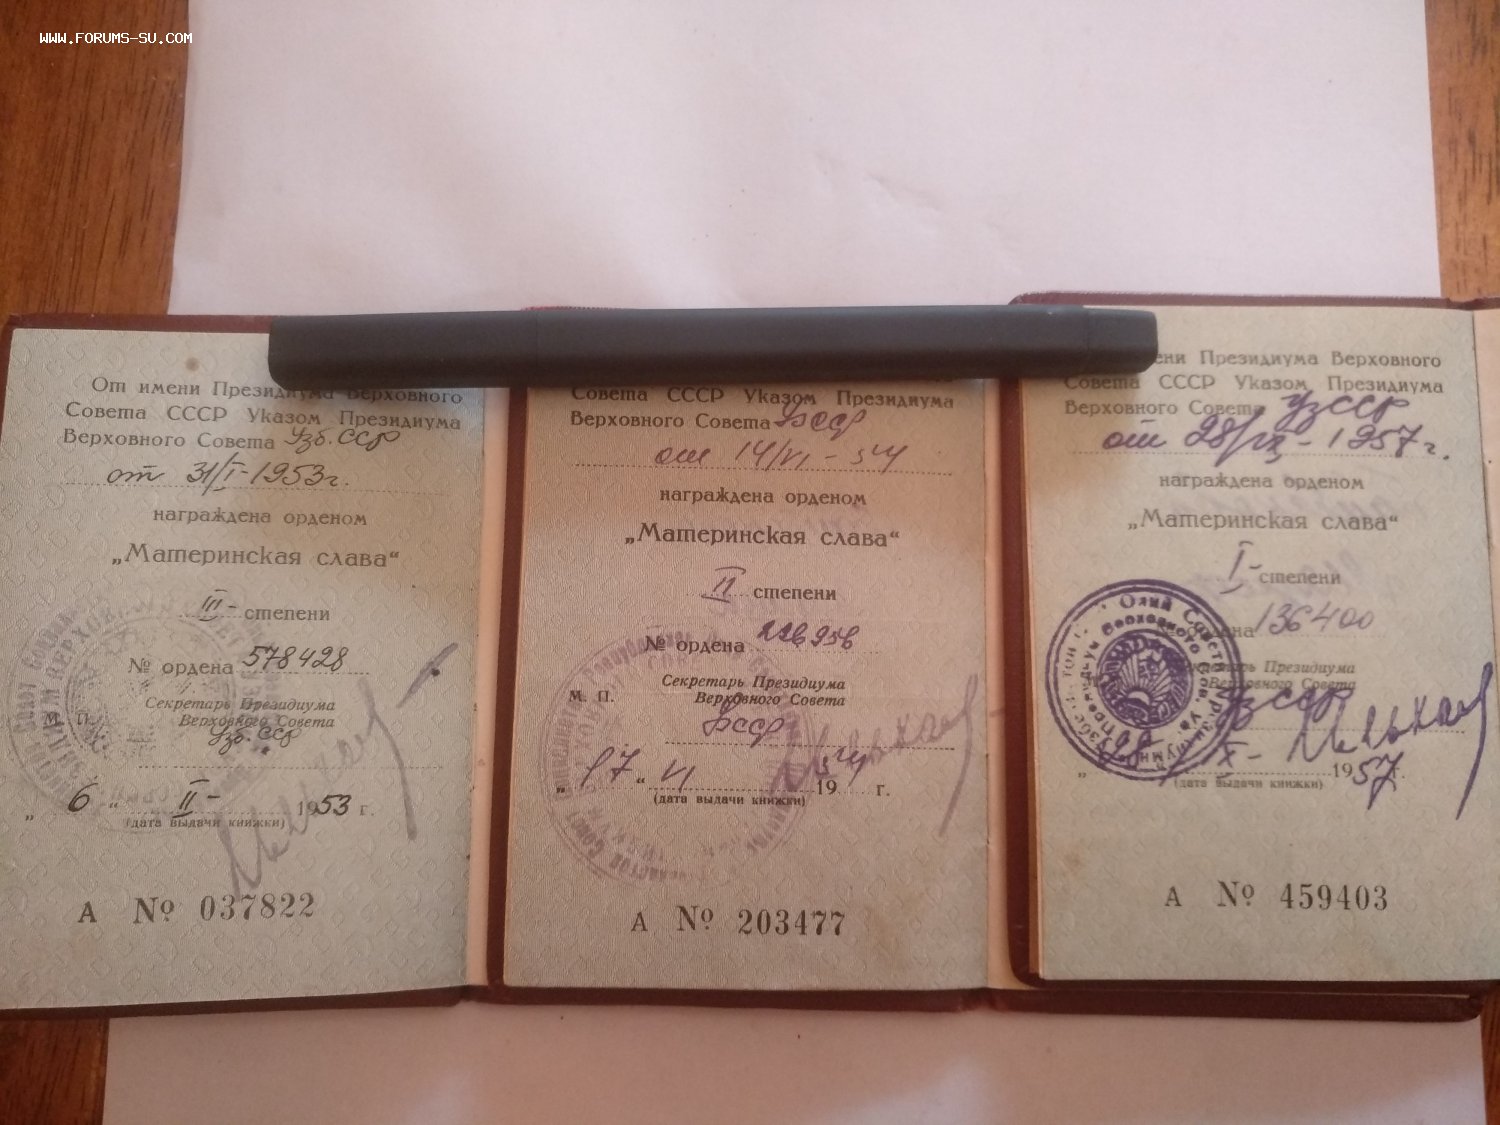 WWW.FORUMS-SU.COM
От имени Президиума Верховного
Совета СССР Указом Президиума
Верховного Совета Узб. ССР
от 31/I-1953г.
награждена орденом
„Материнская слава“
III- степени
№ ордена 578428
Секретарь Президиума
М. П. Верховного Совета
Узб. ССР
„ 6 “ II- 1953 г.
(дата выдачи книжки)
А № 037822
Совета СССР Указом Президиума
Верховного Совета
от 14/VI-54
награждена орденом
„Материнская слава“
II степени
№ ордена
Секретарь Президиума
М. П. Верховного Совета
„17“ VI 1954 г.
(дата выдачи книжки)
А № 203477
Президиума Верховного
Совета СССР Указом Президиума
Верховного Совета УзССР
от 28/ - 1957г.
награждена орденом
„Материнская слава“
I- степени
ордена 136400
Секретарь Президиума
Верховного Совета
УзССР
X- 1957 г.
(дата выдачи книжки)
А № 459403